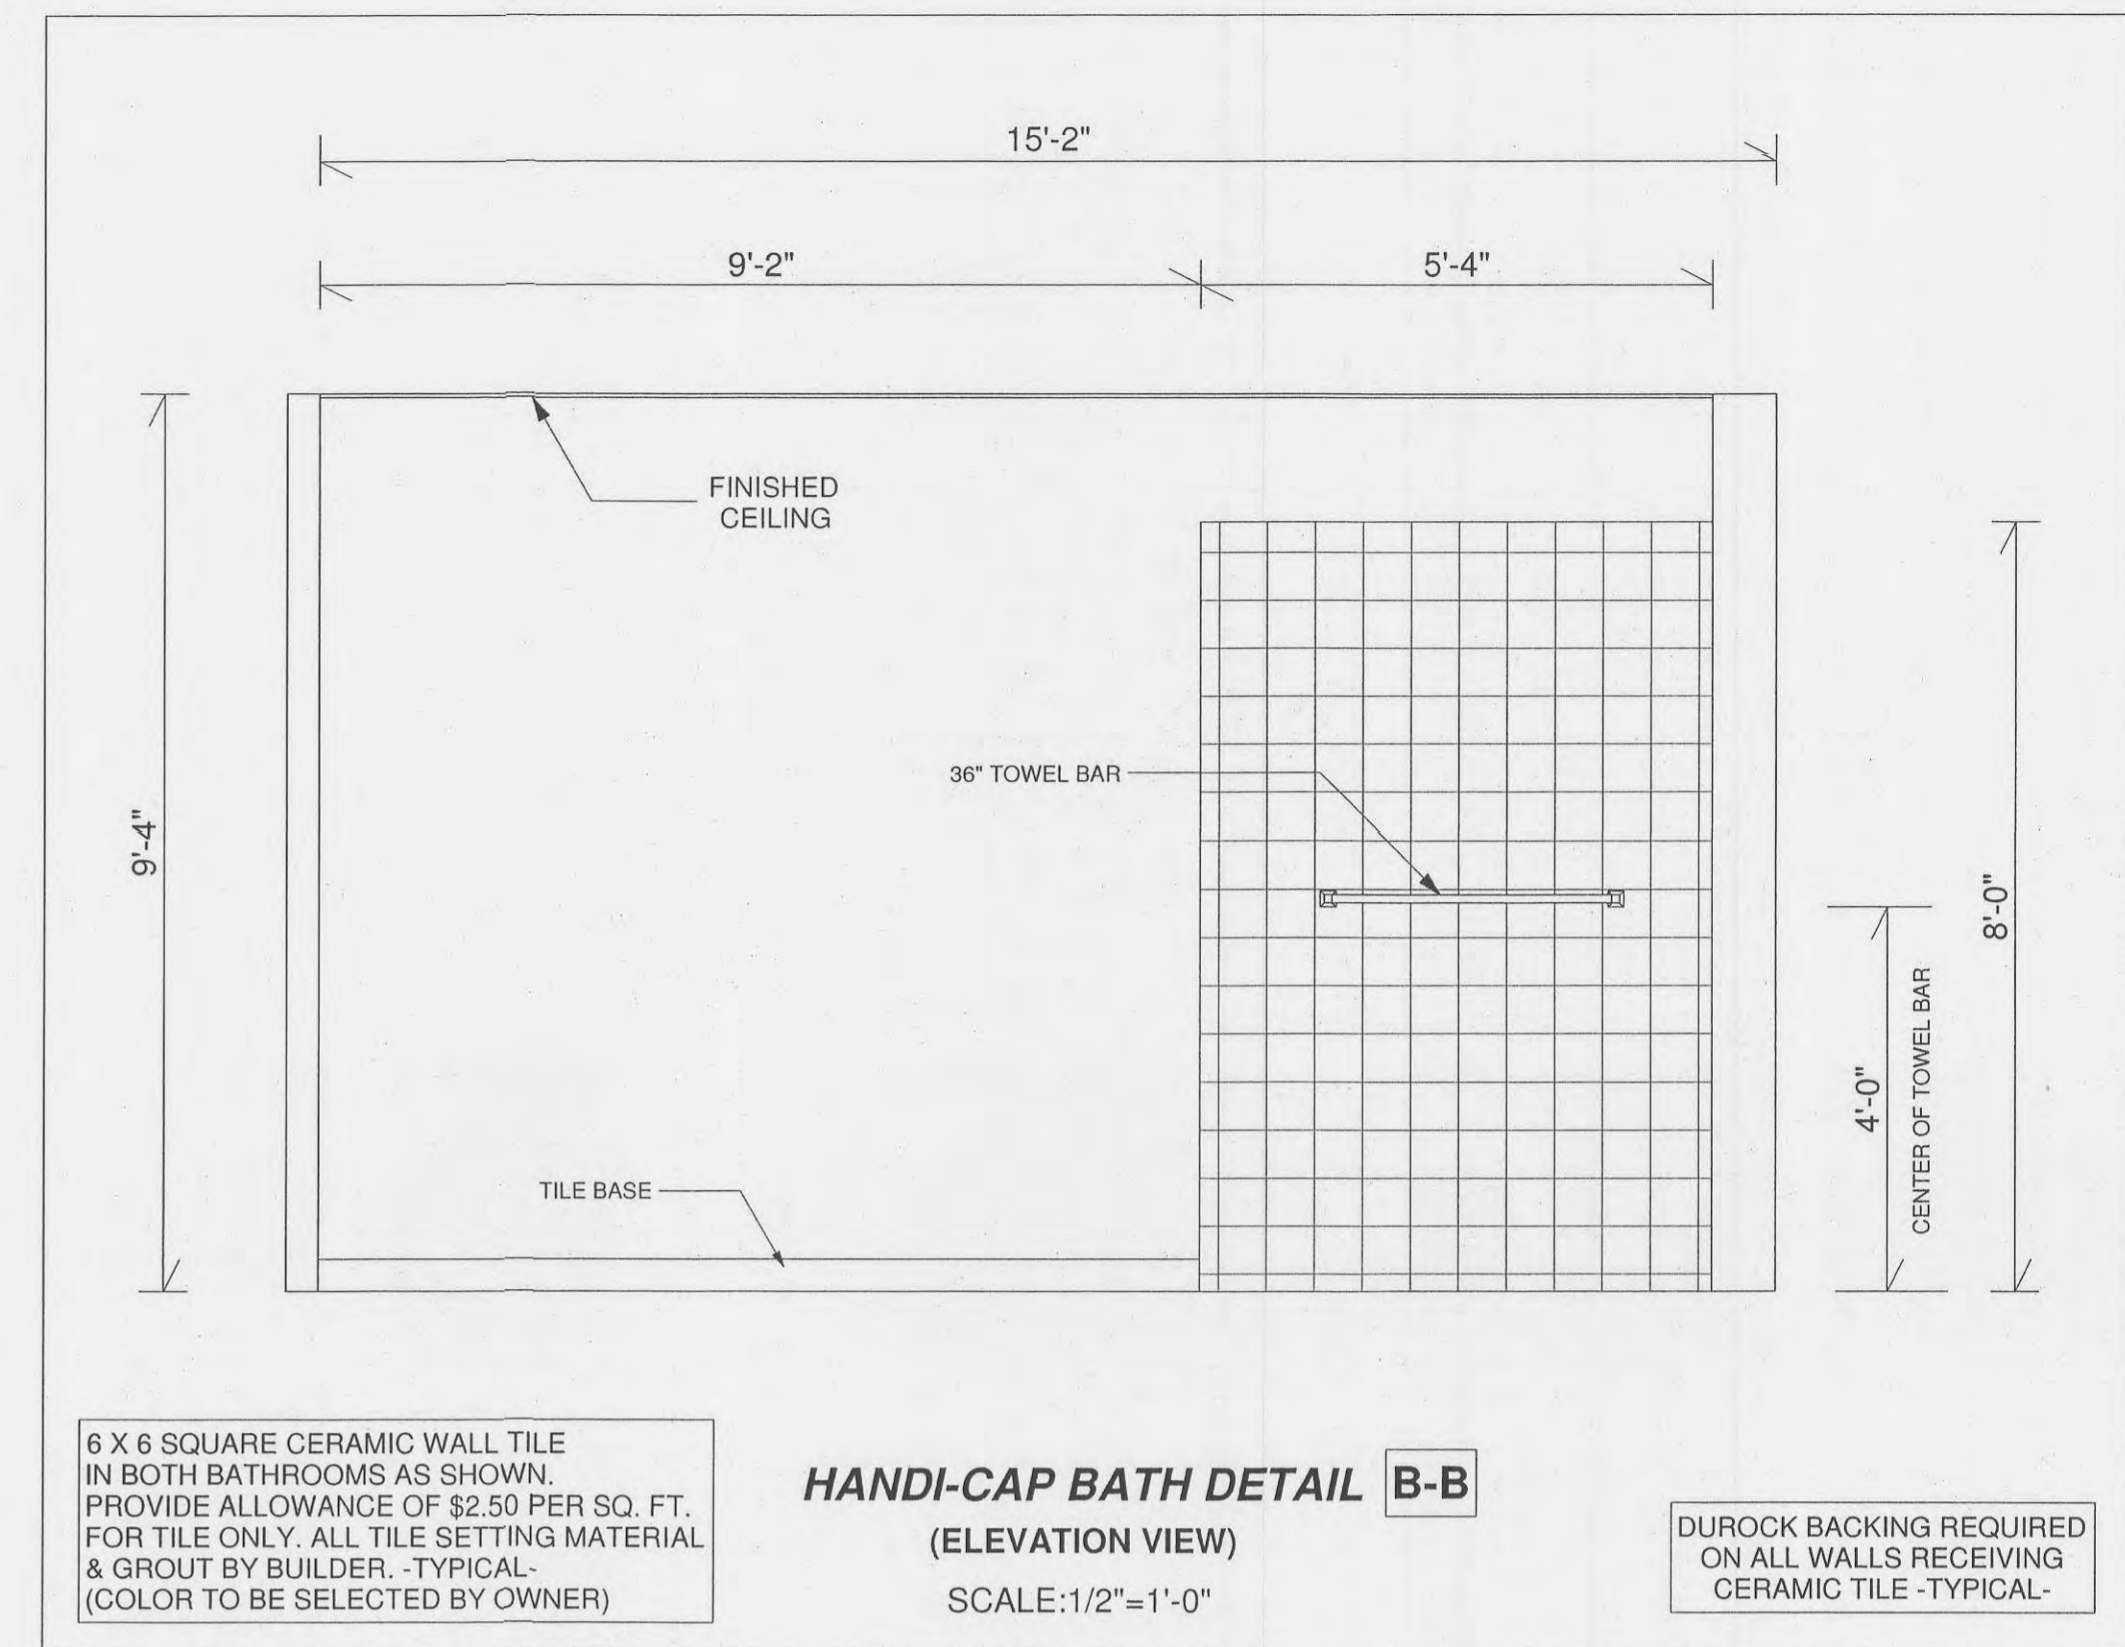 15'-2"
9'-2"
5'-4"
FINISHED
CEILING
36" TOWEL BAR
9'-4"
8'-0"
4'-0"
CENTER OF TOWEL BAR
TILE BASE
6 X 6 SQUARE CERAMIC WALL TILE
IN BOTH BATHROOMS AS SHOWN.
PROVIDE ALLOWANCE OF $2.50 PER SQ. FT.
FOR TILE ONLY. ALL TILE SETTING MATERIAL
& GROUT BY BUILDER. -TYPICAL-
(COLOR TO BE SELECTED BY OWNER)
HANDI-CAP BATH DETAIL B-B
(ELEVATION VIEW)
SCALE:1/2"=1'-0"
DUROCK BACKING REQUIRED
ON ALL WALLS RECEIVING
CERAMIC TILE -TYPICAL-